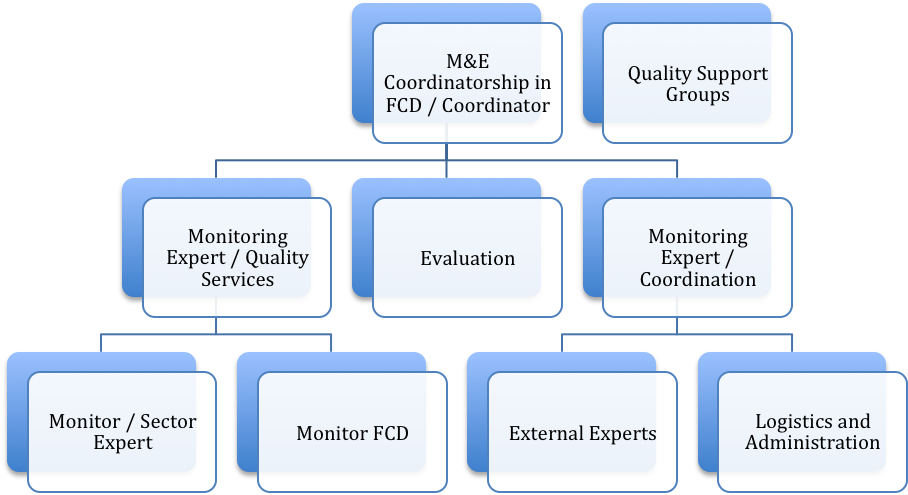 M&E
Coordinatorship in
FCD / Coordinator
Quality Support
Groups
Monitoring
Expert / Quality
Services
Evaluation
Monitoring
Expert /
Coordination
Monitor / Sector
Expert
Monitor FCD
External Experts
Logistics and
Administration